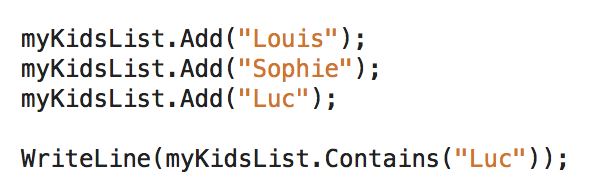 myKidsList.Add("Louis");
myKidsList.Add("Sophie");
myKidsList.Add("Luc");
WriteLine(myKidsList.Contains("Luc"));